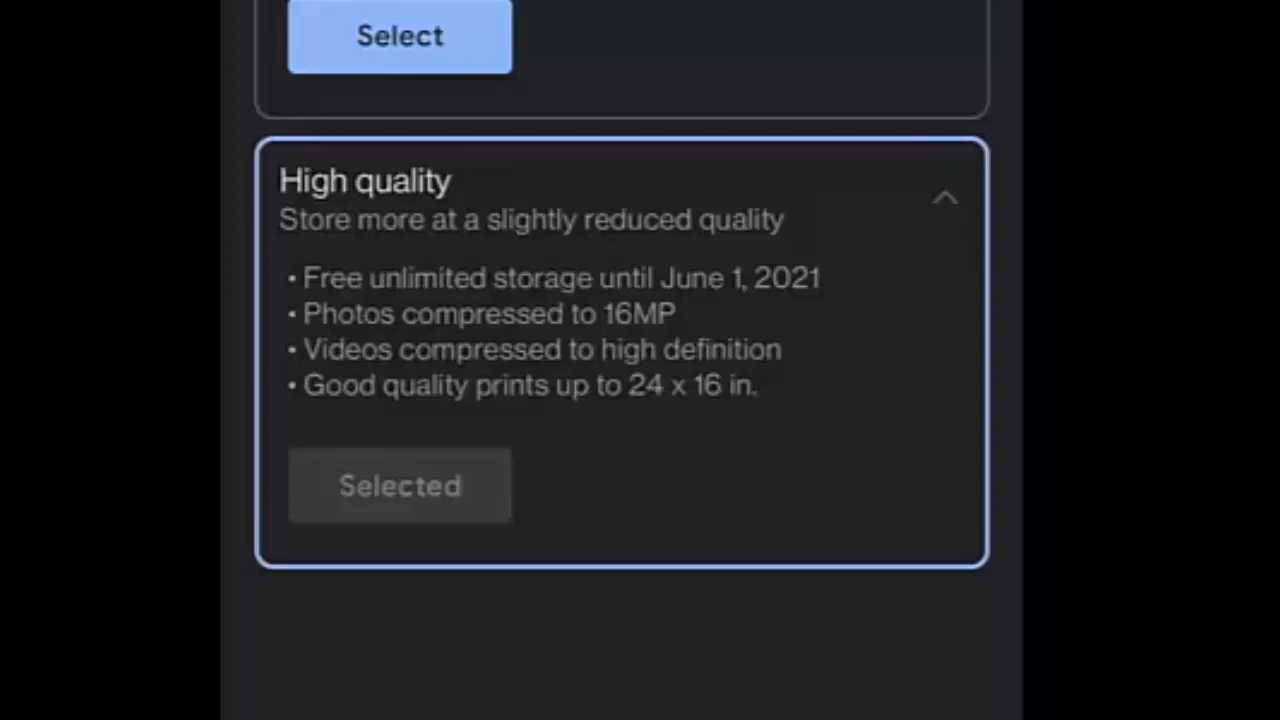 Select
High quality
Store more at a slightly reduced quality
• Free unlimited storage until June 1, 2021
• Photos compressed to 16MP
• Videos compressed to high definition
• Good quality prints up to 24 x 16 in.
Selected